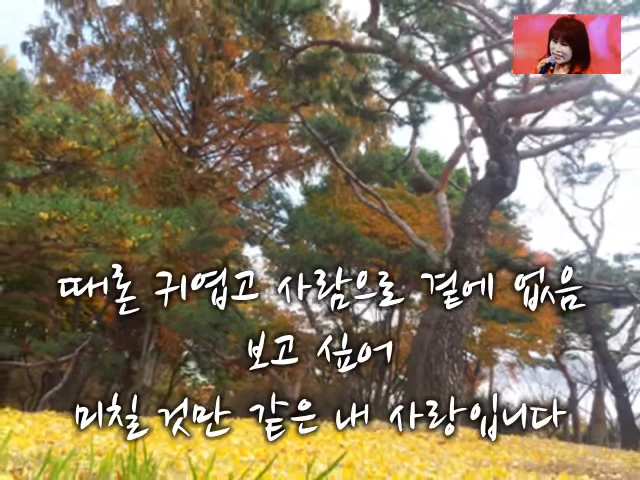 때론 귀엽고 사람으로 곁에 없음
보고 싶어
미칠 것만 같은 내 사랑입니다